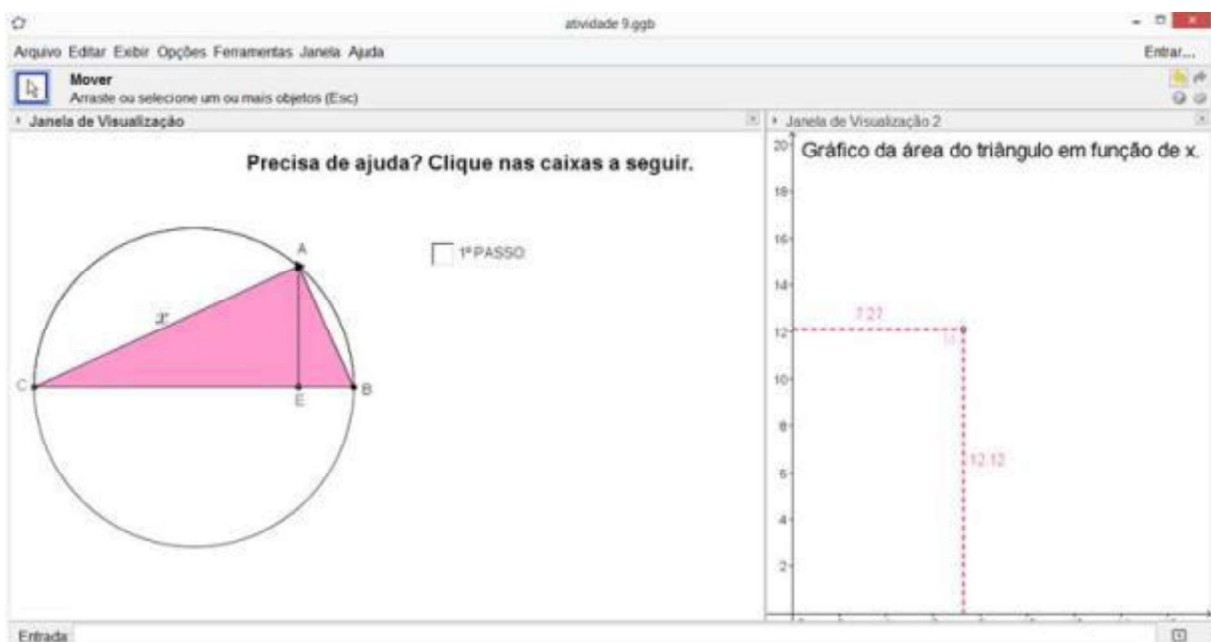 atividade 9.ggb
Arquivo Editar Exibir Opções Ferramentas Janela Ajuda
Entrar...
Mover
Arraste ou selecione um ou mais objetos (Esc)
Janela de Visualização
Janela de Visualização 2
Precisa de ajuda? Clique nas caixas a seguir.
1º PASSO
A
x
C
E
B
Gráfico da área do triângulo em função de x.
20
18
16
14
12
10
8
6
4
2
7.27
12.12
Entrada